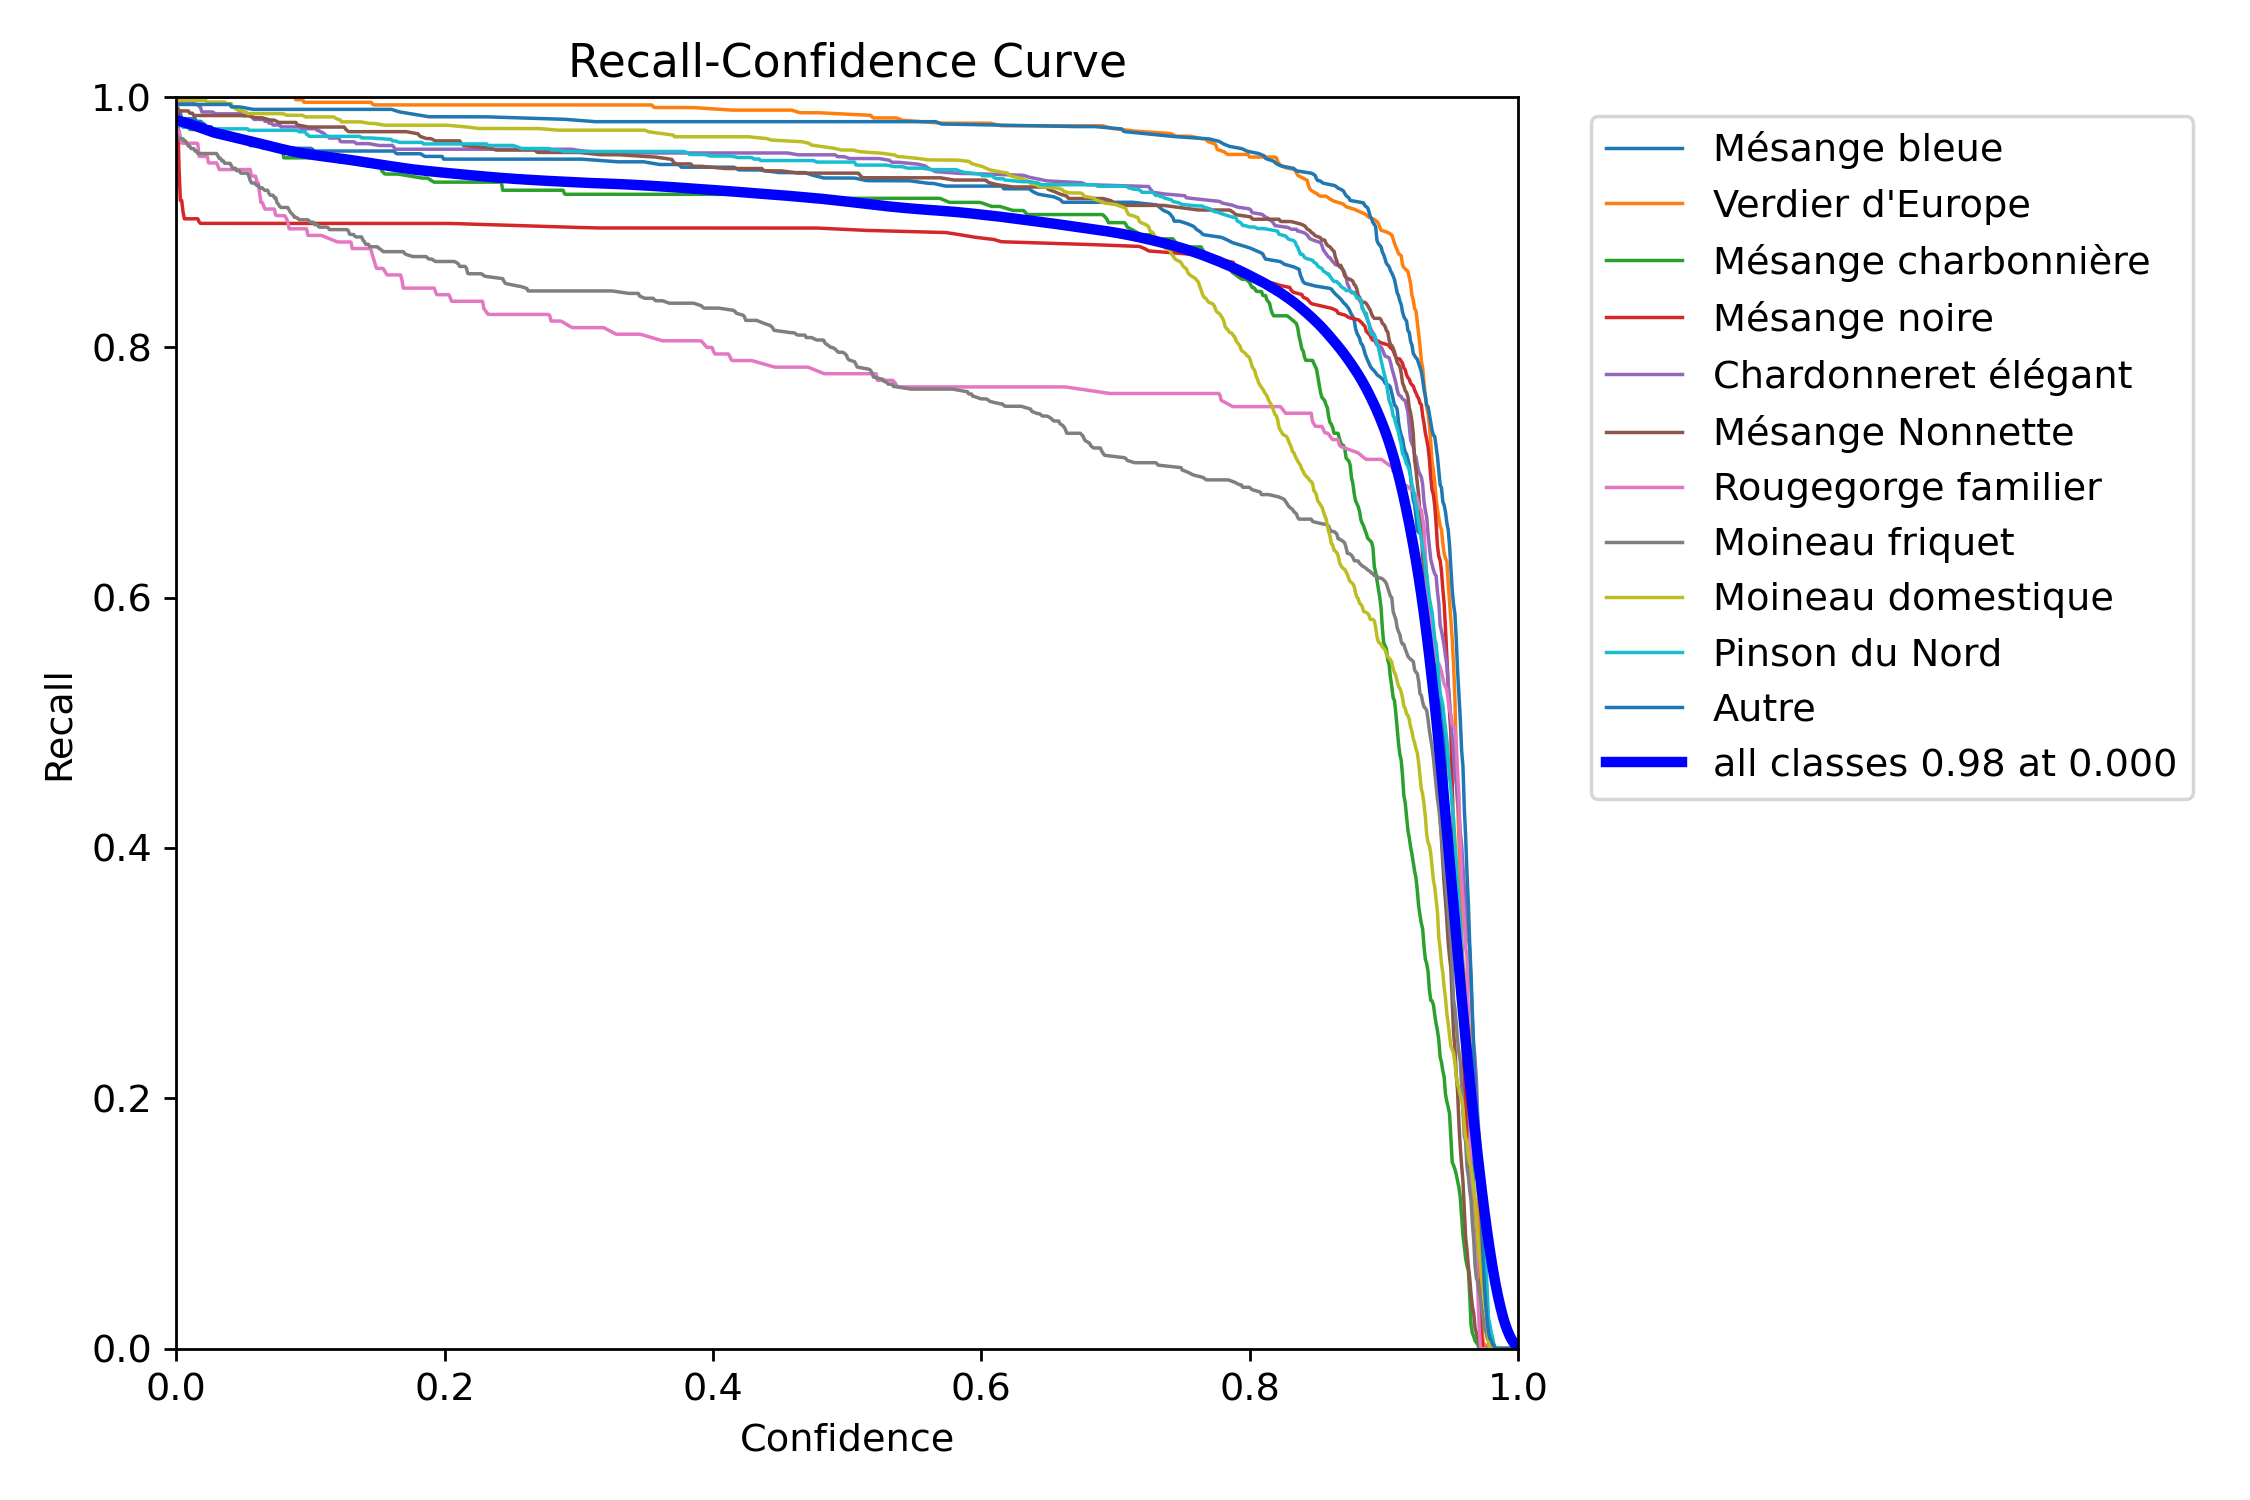 Recall-Confidence Curve
1.0
0.8
0.6
0.4
0.2
0.0
Recall
0.0 0.2 0.4 0.6 0.8 1.0
Confidence
Mésange bleue
Verdier d'Europe
Mésange charbonnière
Mésange noire
Chardonneret élégant
Mésange Nonnette
Rougegorge familier
Moineau friquet
Moineau domestique
Pinson du Nord
Autre
all classes 0.98 at 0.000